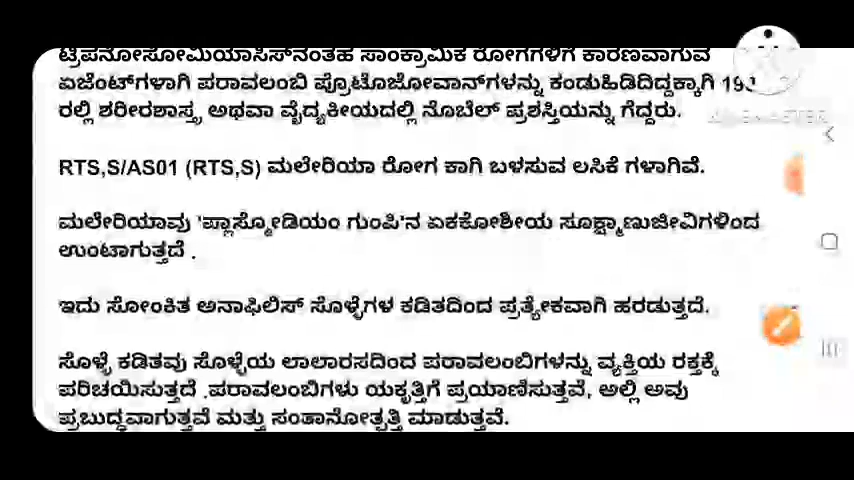 ಟ್ರಿಪನೋಸೋಮಿಯಾಸಿಸ್‌ನಂತಹ ಸಾಂಕ್ರಾಮಿಕ ರೋಗಗಳಿಗೆ ಕಾರಣವಾಗುವ
ಏಜೆಂಟ್‌ಗಳಾಗಿ ಪರಾವಲಂಬಿ ಪ್ರೊಟೊಜೋವಾನ್‌ಗಳನ್ನು ಕಂಡುಹಿಡಿದಿದ್ದಕ್ಕಾಗಿ
ರಲ್ಲಿ ಶರೀರಶಾಸ್ತ್ರ ಅಥವಾ ವೈದ್ಯಕೀಯದಲ್ಲಿ ನೊಬೆಲ್ ಪ್ರಶಸ್ತಿಯನ್ನು ಗೆದ್ದರು.
RTS,S/AS01 (RTS,S) ಮಲೇರಿಯಾ ರೋಗ ಕಾಗಿ ಬಳಸುವ ಲಸಿಕೆ ಗಳಾಗಿವೆ.
ಮಲೇರಿಯಾವು 'ಪ್ಲಾಸ್ಮೋಡಿಯಂ ಗುಂಪಿ'ನ ಏಕಕೋಶೀಯ ಸೂಕ್ಷ್ಮಾಣುಜೀವಿಗಳಿಂದ
ಉಂಟಾಗುತ್ತದೆ .
ಇದು ಸೋಂಕಿತ ಅನಾಫಿಲಿಸ್ ಸೊಳ್ಳೆಗಳ ಕಡಿತದಿಂದ ಪ್ರತ್ಯೇಕವಾಗಿ ಹರಡುತ್ತದೆ.
ಸೊಳ್ಳೆ ಕಡಿತವು ಸೊಳ್ಳೆಯ ಲಾಲಾರಸದಿಂದ ಪರಾವಲಂಬಿಗಳನ್ನು ವ್ಯಕ್ತಿಯ ರಕ್ತಕ್ಕೆ
ಪರಿಚಯಿಸುತ್ತದೆ .ಪರಾವಲಂಬಿಗಳು ಯಕೃತ್ತಿಗೆ ಪ್ರಯಾಣಿಸುತ್ತವೆ, ಅಲ್ಲಿ ಅವು
ಪ್ರಬುದ್ಧವಾಗುತ್ತವೆ ಮತ್ತು ಸಂತಾನೋತ್ಪತ್ತಿ ಮಾಡುತ್ತವೆ.